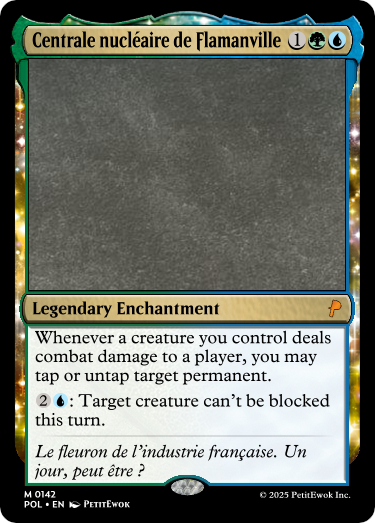 Centrale nucléaire de Flamanville 1
Legendary Enchantment
Whenever a creature you control deals
combat damage to a player, you may
tap or untap target permanent.
2 : Target creature can't be blocked
this turn.
Le fleuron de l'industrie française. Un
jour, peut être ?
M 0142
POL • EN PetitEwok
© 2025 PetitEwok Inc.